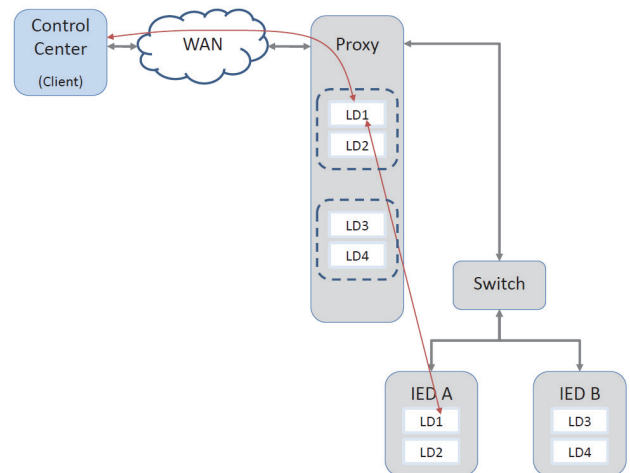 Control
Center
(Client)
WAN
Proxy
LD1
LD2
LD3
LD4
Switch
IED A
LD1
LD2
IED B
LD3
LD4